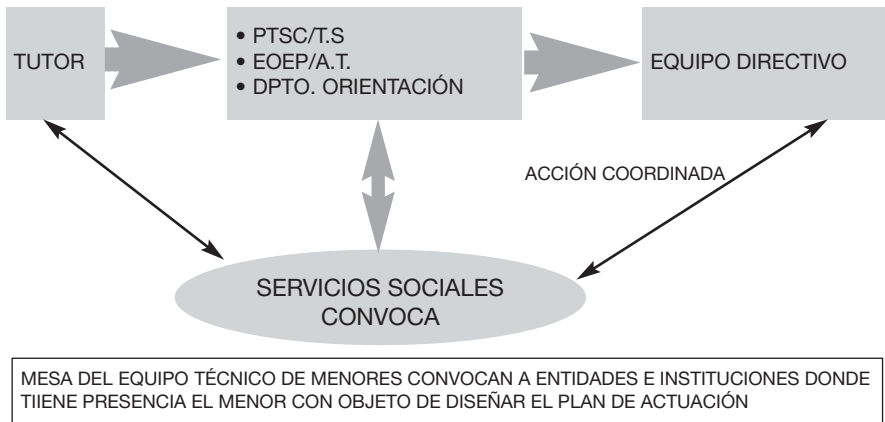 TUTOR
• PTSC/T.S
• EOEP/A.T.
• DPTO. ORIENTACIÓN
EQUIPO DIRECTIVO
ACCIÓN COORDINADA
SERVICIOS SOCIALES
CONVOCA
MESA DEL EQUIPO TÉCNICO DE MENORES CONVOCAN A ENTIDADES E INSTITUCIONES DONDE
TIIENE PRESENCIA EL MENOR CON OBJETO DE DISEÑAR EL PLAN DE ACTUACIÓN